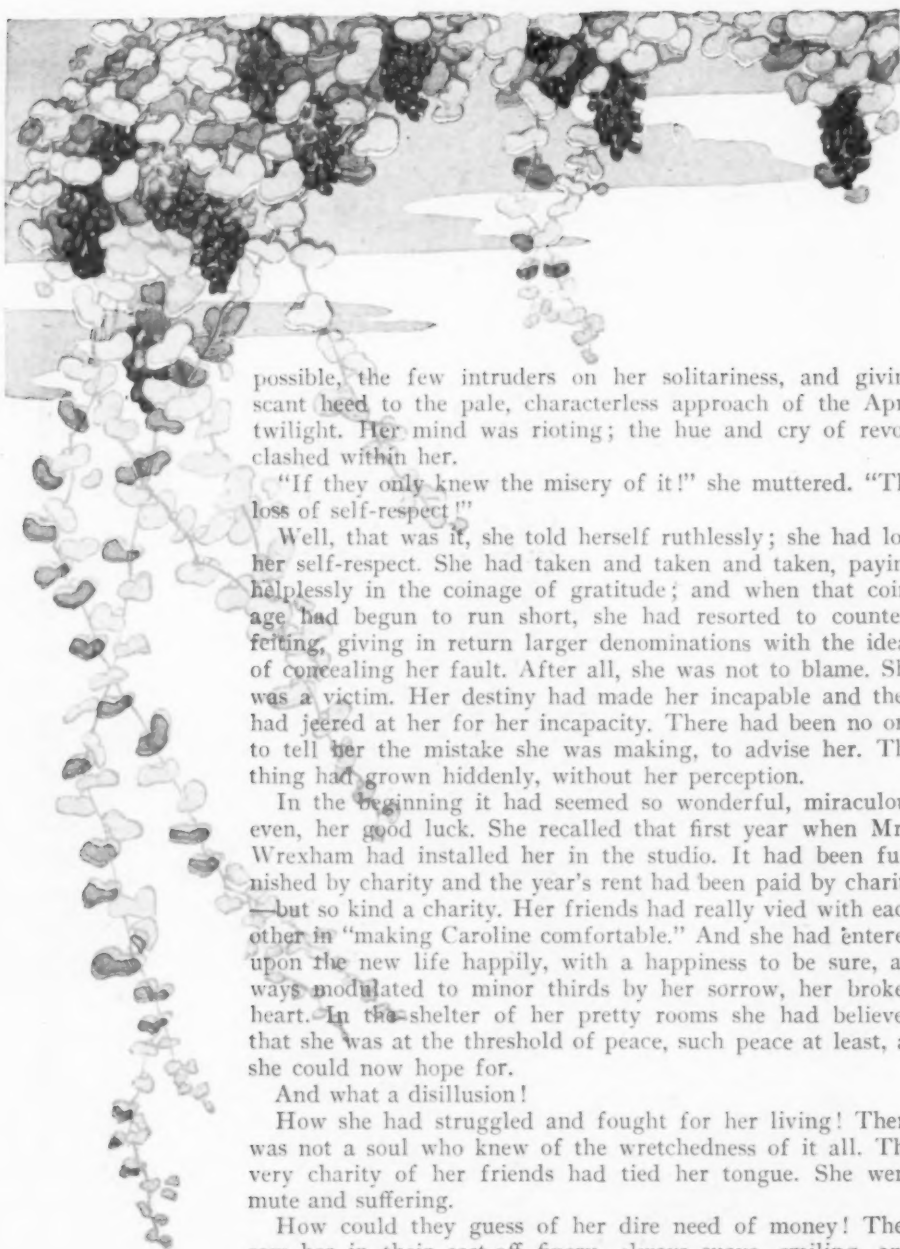 possible, the few intruders on her solitariness, and givin
scant heed to the pale, characterless approach of the Apr
twilight. Her mind was rioting; the hue and cry of revo
clashed within her.
"If they only knew the misery of it!" she muttered. "Th
loss of self-respect!"
Well, that was it, she told herself ruthlessly; she had lo
her self-respect. She had taken and taken and taken, payin
helplessly in the coinage of gratitude; and when that coin
age had begun to run short, she had resorted to counte
feiting, giving in return larger denominations with the idea
of concealing her fault. After all, she was not to blame. Sh
was a victim. Her destiny had made her incapable and the
had jeered at her for her incapacity. There had been no on
to tell her the mistake she was making, to advise her. Th
thing had grown hiddenly, without her perception.
In the beginning it had seemed so wonderful, miraculou
even, her good luck. She recalled that first year when Mr
Wrexham had installed her in the studio. It had been fu
nished by charity and the year's rent had been paid by charit
—but so kind a charity. Her friends had really vied with eac
other in "making Caroline comfortable." And she had entere
upon the new life happily, with a happiness to be sure, a
ways modulated to minor thirds by her sorrow, her broke
heart. In the shelter of her pretty rooms she had believe
that she was at the threshold of peace, such peace at least, a
she could now hope for.
And what a disillusion!
How she had struggled and fought for her living! Ther
was not a soul who knew of the wretchedness of it all. Th
very charity of her friends had tied her tongue. She wen
mute and suffering.
How could they guess of her dire need of money! The
her in their cast-off finery, always suave, smiling,